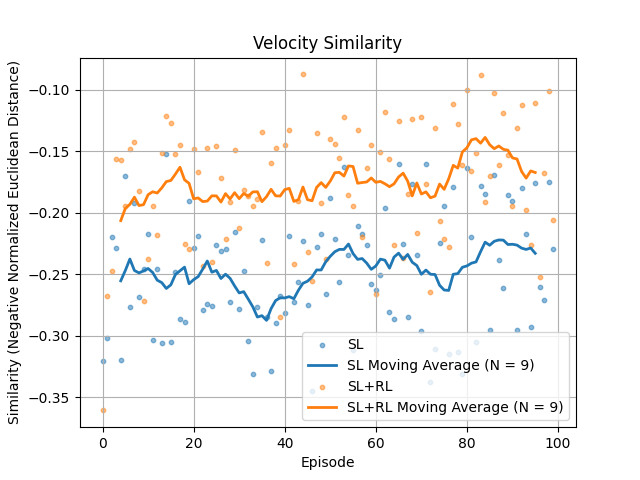 Velocity Similarity
Similarity (Negative Normalized Euclidean Distance)
−0.10
−0.15
−0.20
−0.25
−0.30
−0.35
SL
SL Moving Average (N = 9)
SL+RL
SL+RL Moving Average (N = 9)
0 20 40 60 80 100
Episode